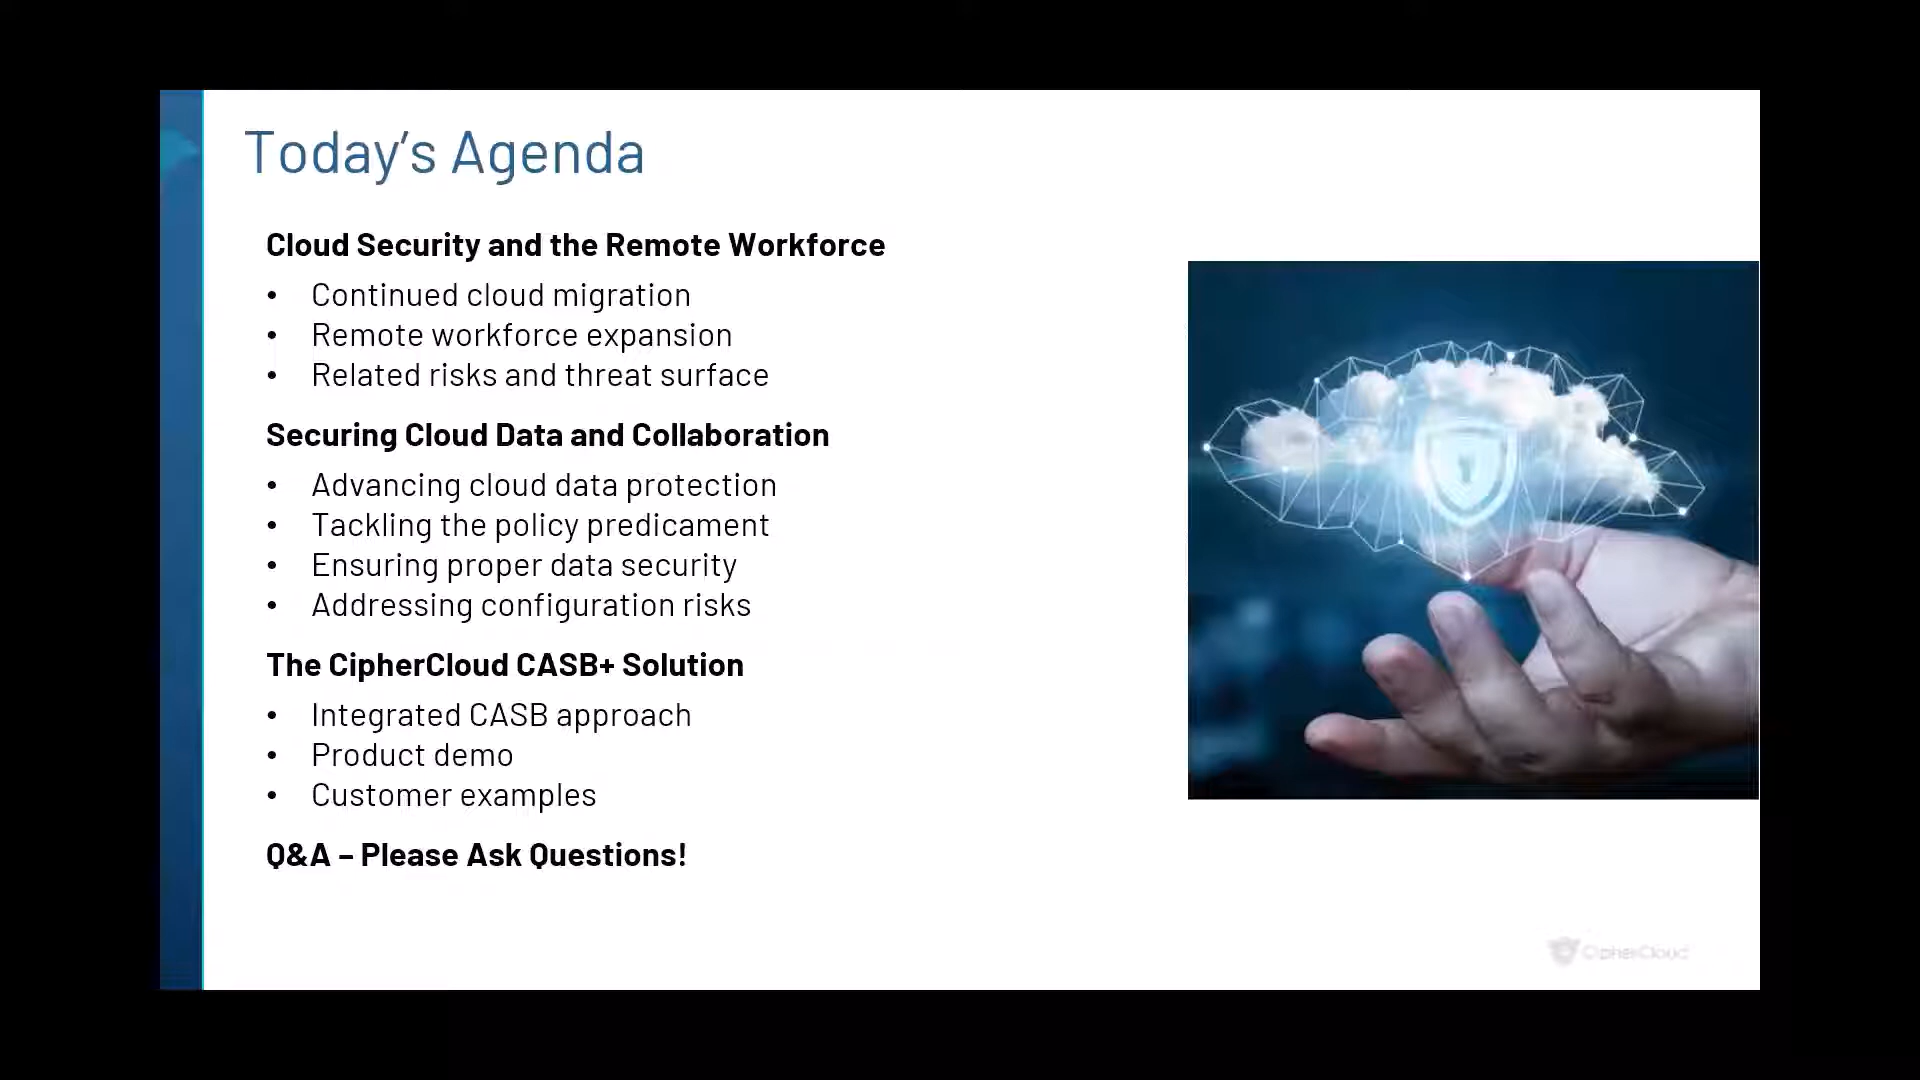 Today's Agenda
Cloud Security and the Remote Workforce
• Continued cloud migration
• Remote workforce expansion
• Related risks and threat surface
Securing Cloud Data and Collaboration
• Advancing cloud data protection
• Tackling the policy predicament
• Ensuring proper data security
• Addressing configuration risks
The CipherCloud CASB+ Solution
• Integrated CASB approach
• Product demo
• Customer examples
Q&A – Please Ask Questions!
CipherCloud